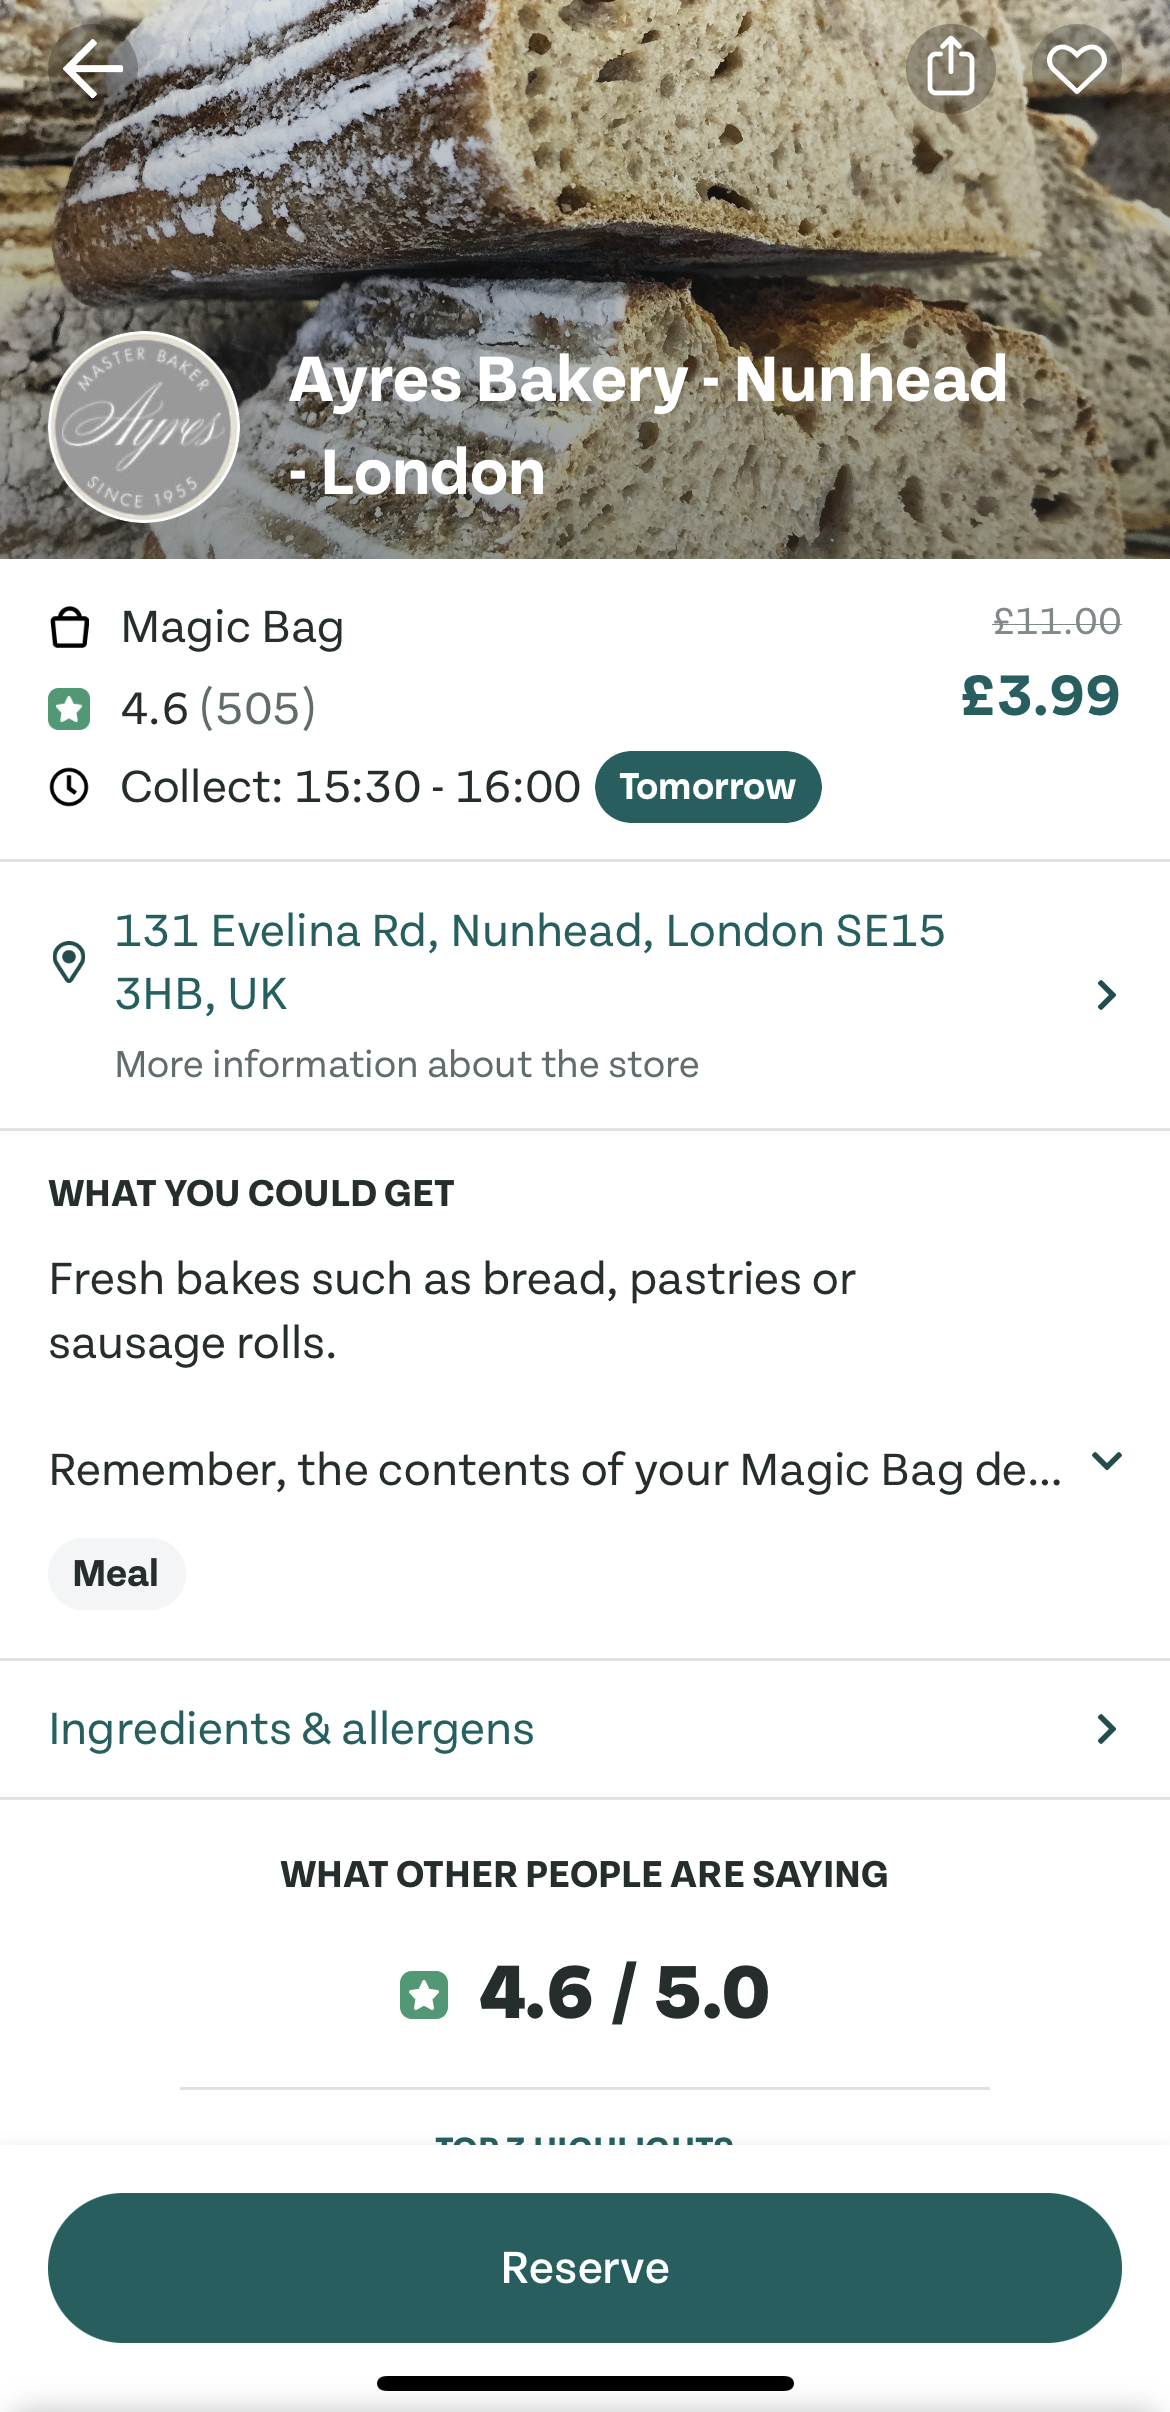 MASTER BAKER
Ayres
SINCE 1955
Ayres Bakery - Nunhead
- London
Magic Bag
£11.00
4.6 (505)
£3.99
Collect: 15:30 - 16:00 Tomorrow
131 Evelina Rd, Nunhead, London SE15
3HB, UK
More information about the store
WHAT YOU COULD GET
Fresh bakes such as bread, pastries or
sausage rolls.
Remember, the contents of your Magic Bag de...
Meal
Ingredients & allergens
WHAT OTHER PEOPLE ARE SAYING
4.6 / 5.0
TOP 3 HIGHLIGHTS
Reserve